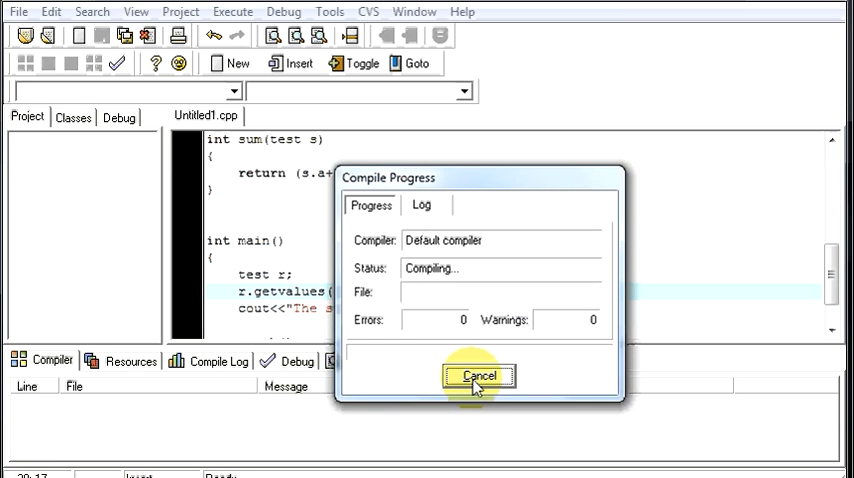 File Edit Search View Project Execute Debug Tools CVS Window Help
New Insert Toggle Goto
Project Classes Debug Untitled1.cpp
int sum(test s)
{
return (s.a+
}
int main()
{
test r;
r.getvalues(
cout<<"The s
Compile Progress
Progress Log
Compiler: Default compiler
Status: Compiling...
File:
Errors: 0 Warnings: 0
Cancel
Compiler Resources Compile Log Debug
Line File Message